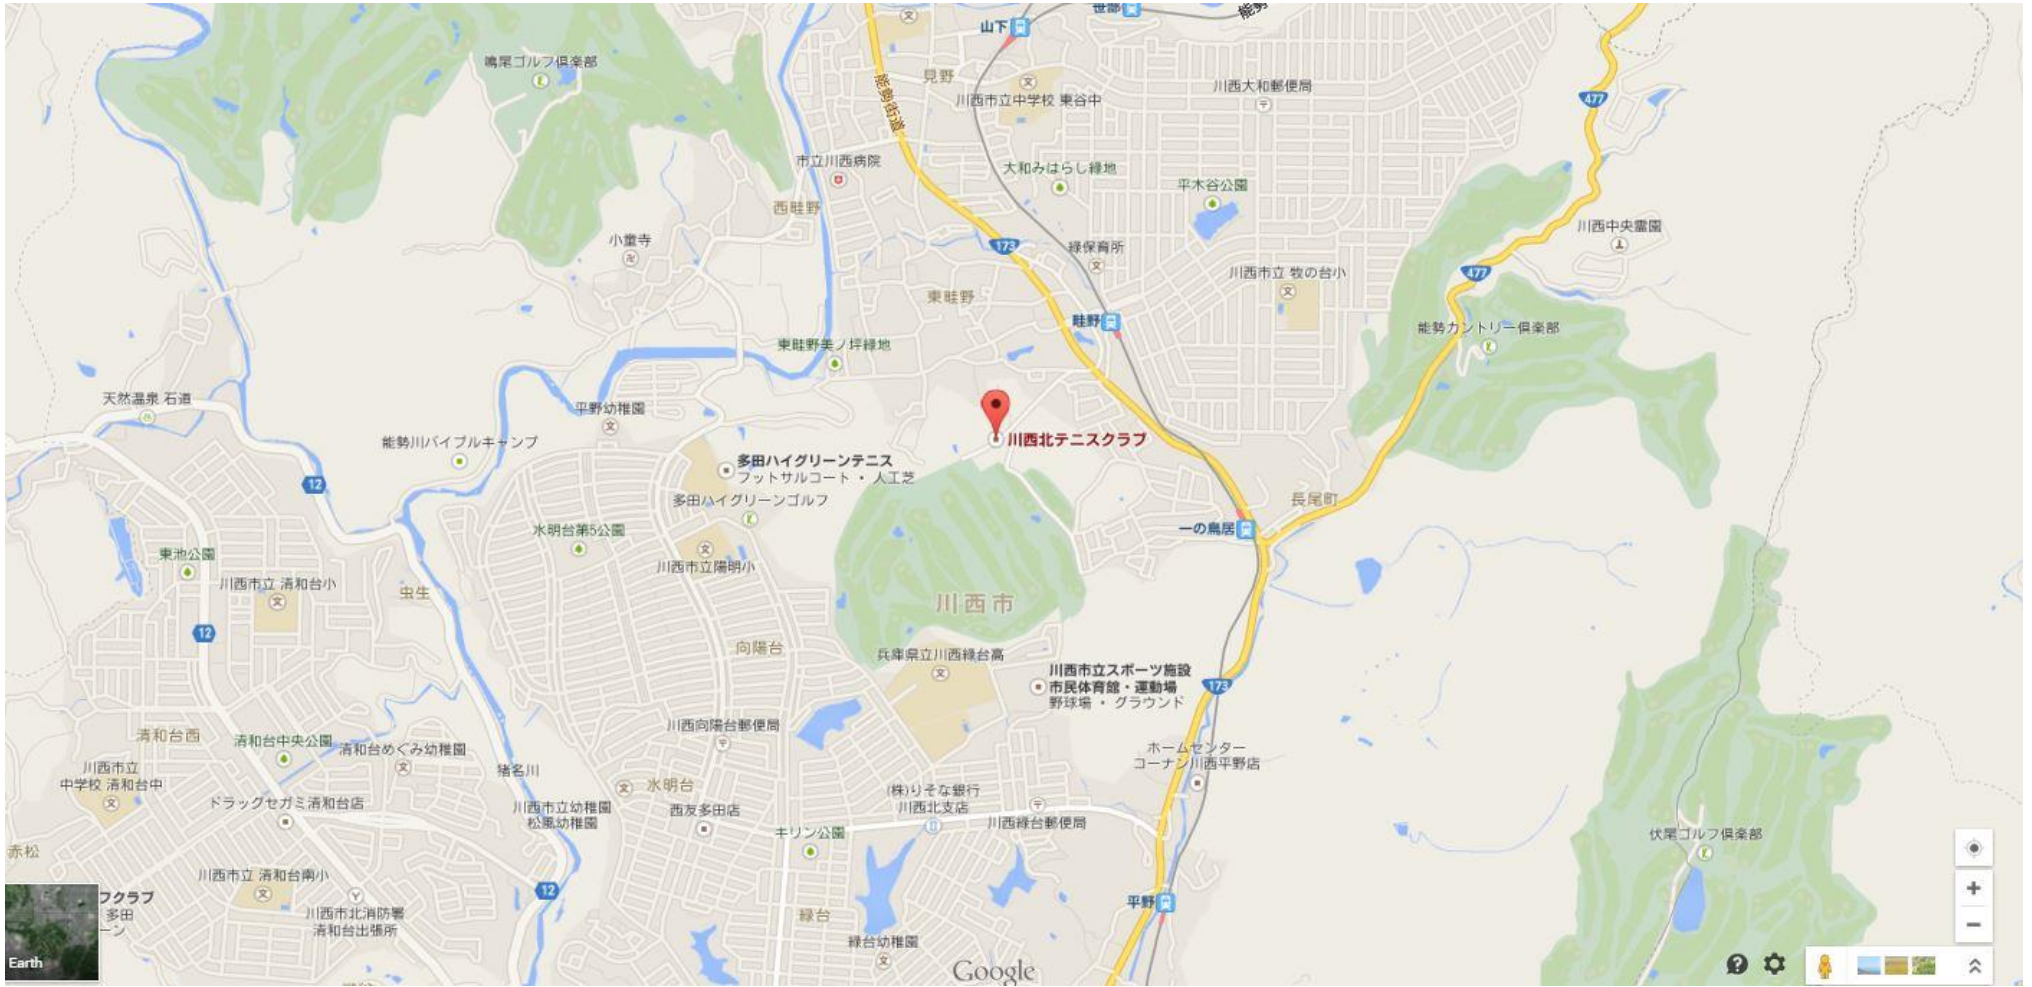 山下
笹部
能勢
鳴尾ゴルフ倶楽部
見野
川西市立中学校 東谷中
川西大和郵便局
能勢街道
477
市立川西病院
大和みはらし緑地
平木谷公園
西畦野
小童寺
173
緑保育所
川西中央霊園
川西市立 牧の台小
477
東畦野
畦野
能勢カントリー倶楽部
東畦野美ノ坪緑地
天然温泉 石道
平野幼稚園
川西北テニスクラブ
能勢川バイブルキャンプ
多田ハイグリーンテニス
フットサルコート ・ 人工芝
12
多田ハイグリーンゴルフ
長尾町
水明台第5公園
一の鳥居
東池公園
川西市立陽明小
川西市立 清和台小
虫生
川西市
12
向陽台
兵庫県立川西緑台高
川西市立スポーツ施設
市民体育館・運動場
野球場 ・ グラウンド
173
川西向陽台郵便局
清和台西
清和台中央公園
清和台めぐみ幼稚園
ホームセンター
コーナン川西平野店
川西市立
中学校 清和台中
猪名川
水明台
ドラッグセガミ清和台店
川西市立幼稚園
松風幼稚園
西友多田店
(株)りそな銀行
川西北支店
川西緑台郵便局
キリン公園
伏尾ゴルフ倶楽部
赤松
川西市立 清和台南小
12
フクラブ
多田
ーン
川西市北消防署
清和台出張所
緑台
平野
緑台幼稚園
Earth
Google